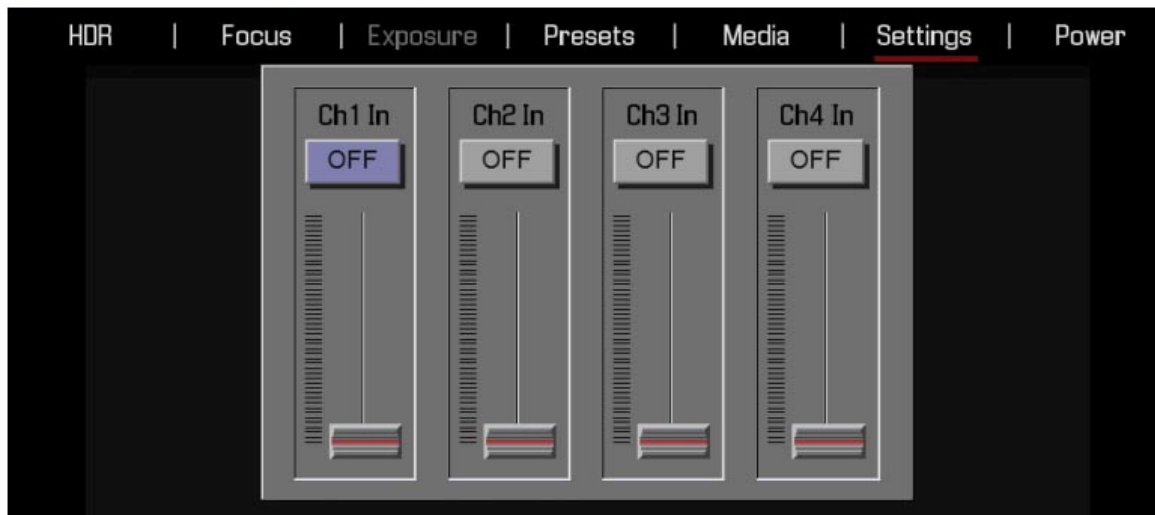 HDR | Focus | Exposure | Presets | Media | Settings | Power
Ch1 In Ch2 In Ch3 In Ch4 In
OFF OFF OFF OFF